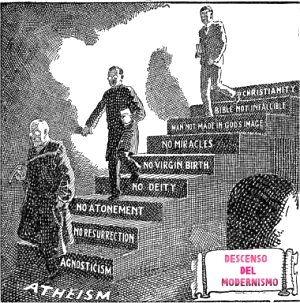 CHRISTIANITY
BIBLE NOT INFALLIBLE
MAN NOT MADE IN GOD'S IMAGE
NO MIRACLES
NO VIRGIN BIRTH
NO DEITY
NO ATONEMENT
NO RESURRECTION
AGNOSTICISM
ATHEISM
DESCENSO
DEL
MODERNISMO